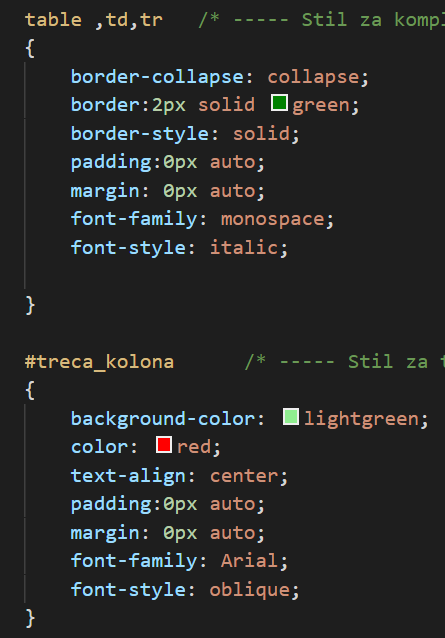 table ,td,tr   /* ----- Stil za kompl
{
    border-collapse: collapse;
    border:2px solid green;
    border-style: solid;
    padding:0px auto;
    margin: 0px auto;
    font-family: monospace;
    font-style: italic;
}
#treca_kolona      /* ----- Stil za t
{
    background-color: lightgreen;
    color: red;
    text-align: center;
    padding:0px auto;
    margin: 0px auto;
    font-family: Arial;
    font-style: oblique;
}